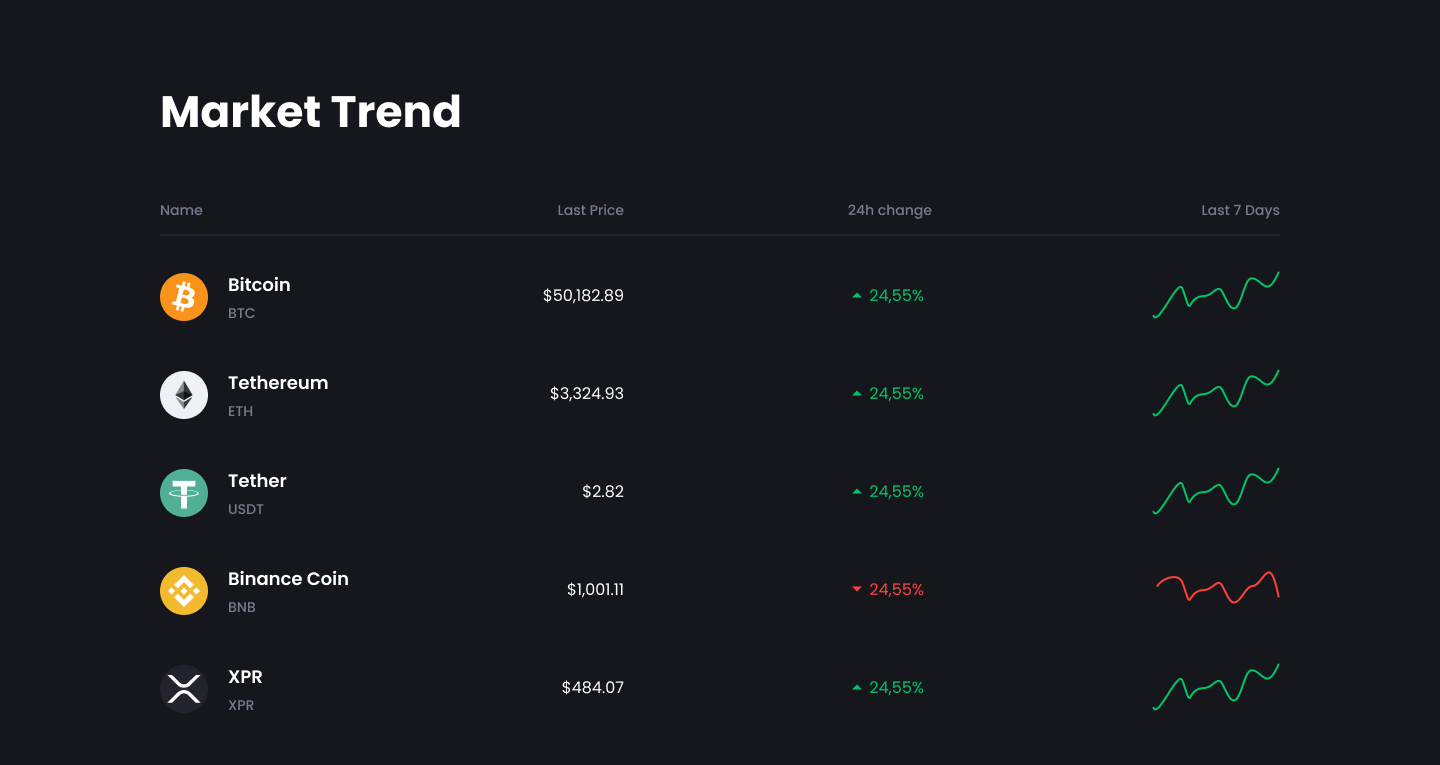 Market Trend
Name Last Price 24h change Last 7 Days
Bitcoin
BTC
$50,182.89
24,55%
Tethereum
ETH
$3,324.93
24,55%
Tether
USDT
$2.82
24,55%
Binance Coin
BNB
$1,001.11
24,55%
XPR
XPR
$484.07
24,55%